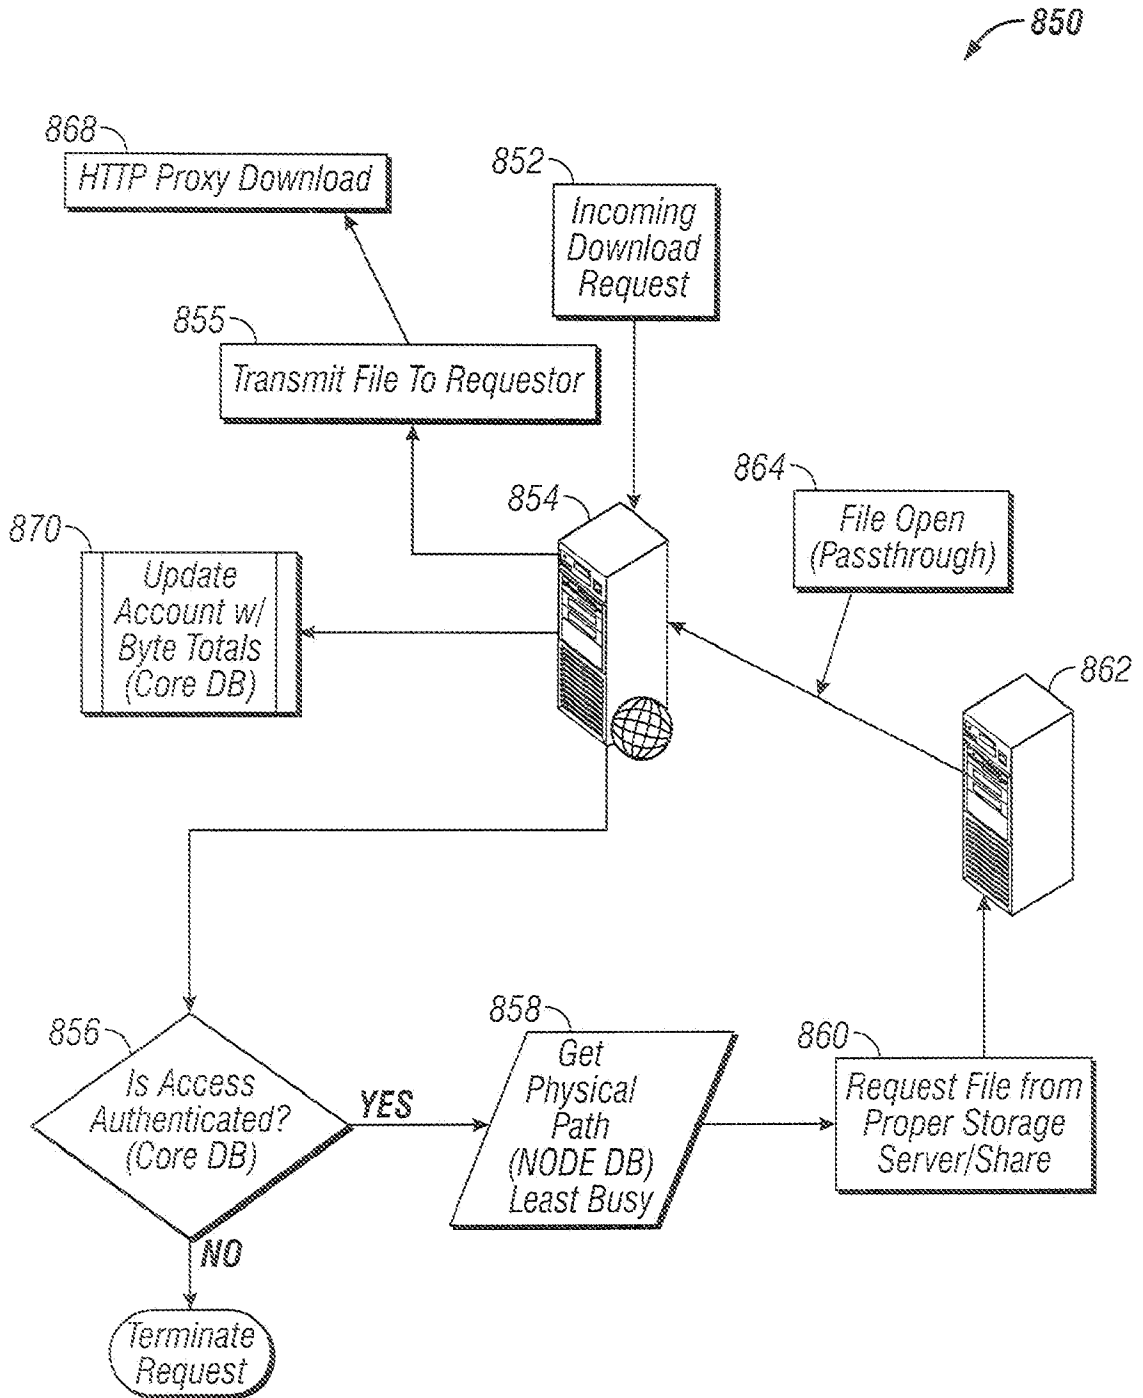 850
868
HTTP Proxy Download
852
Incoming
Download
Request
855
Transmit File To Requestor
854
864
File Open
(Passthrough)
870
Update
Account w/
Byte Totals
(Core DB)
862
856
Is Access
Authenticated?
(Core DB)
YES
858
Get
Physical
Path
(NODE DB)
Least Busy
860
Request File from
Proper Storage
Server/Share
NO
Terminate
Request